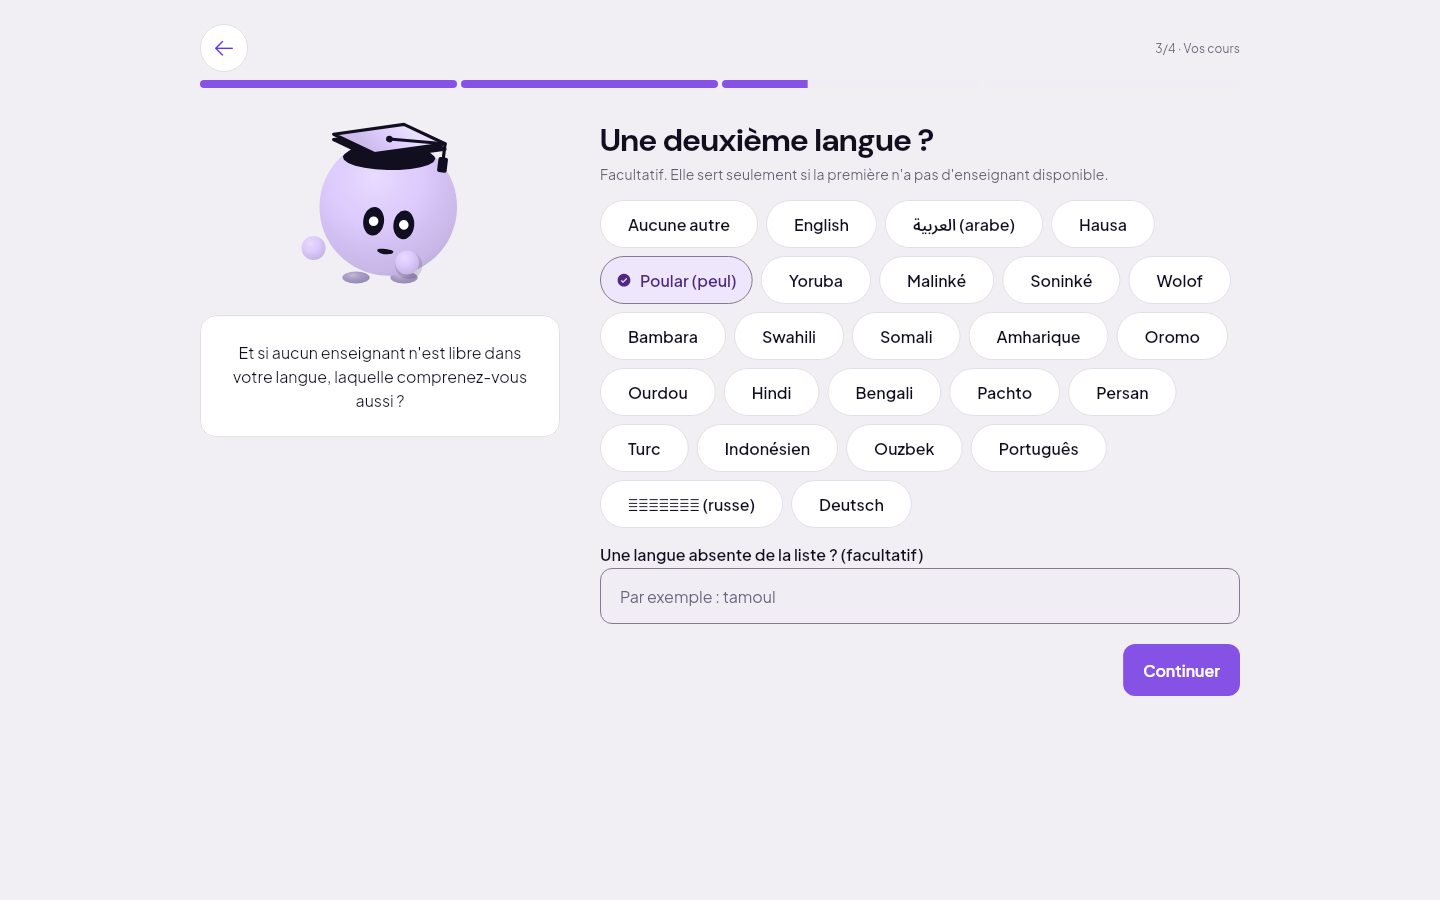 3/4 · Vos cours
Une deuxième langue ?
Facultatif. Elle sert seulement si la première n'a pas d'enseignant disponible.
Et si aucun enseignant n'est libre dans
votre langue, laquelle comprenez-vous
aussi ?
Aucune autre
English
العربية (arabe)
Hausa
Poular (peul)
Yoruba
Malinké
Soninké
Wolof
Bambara
Swahili
Somali
Amharique
Oromo
Ourdou
Hindi
Bengali
Pachto
Persan
Turc
Indonésien
Ouzbek
Português
(russe)
Deutsch
Une langue absente de la liste ? (facultatif)
Par exemple : tamoul
Continuer